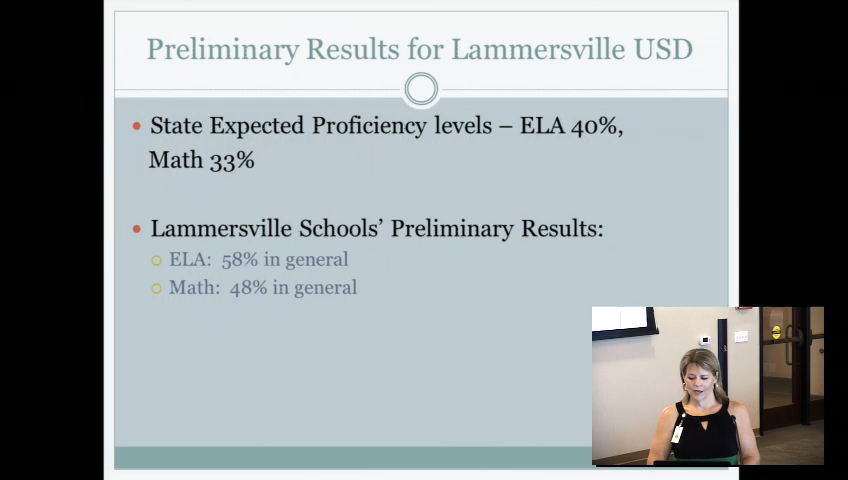 Preliminary Results for Lammersville USD
State Expected Proficiency levels – ELA 40%,
Math 33%
Lammersville Schools’ Preliminary Results:
ELA: 58% in general
Math: 48% in general